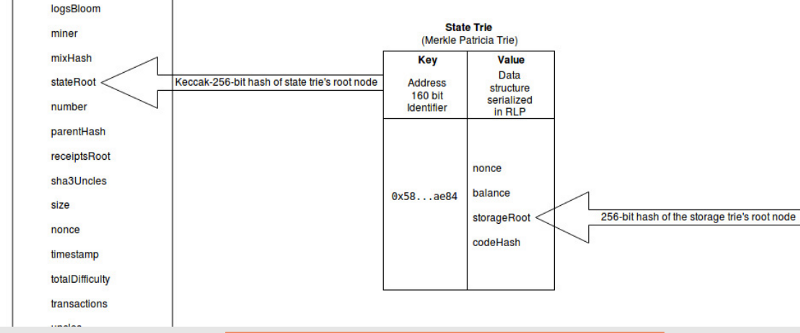 logsBloom
miner
mixHash
stateRoot
number
parentHash
receiptsRoot
sha3Uncles
size
nonce
timestamp
totalDifficulty
transactions
Keccak-256-bit hash of state trie's root node
State Trie
(Merkle Patricia Trie)
Key
Address
160 bit
Identifier
Value
Data
structure
serialized
in RLP
0x58...ae84
nonce
balance
storageRoot
codeHash
256-bit hash of the storage trie's root node